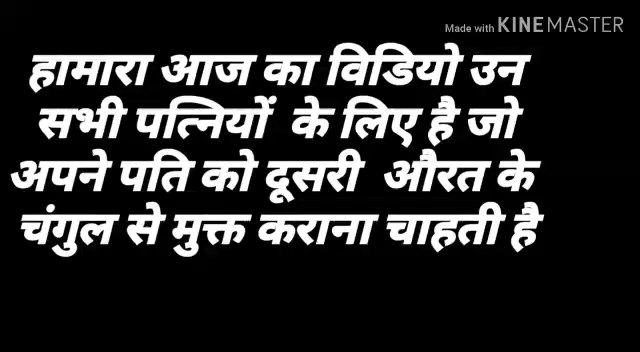 Made with KINEMASTER
हामारा आज का विडियो उन
सभी पत्नियों के लिए है जो
अपने पति को दूसरी औरत के
चंगुल से मुक्त कराना चाहती है